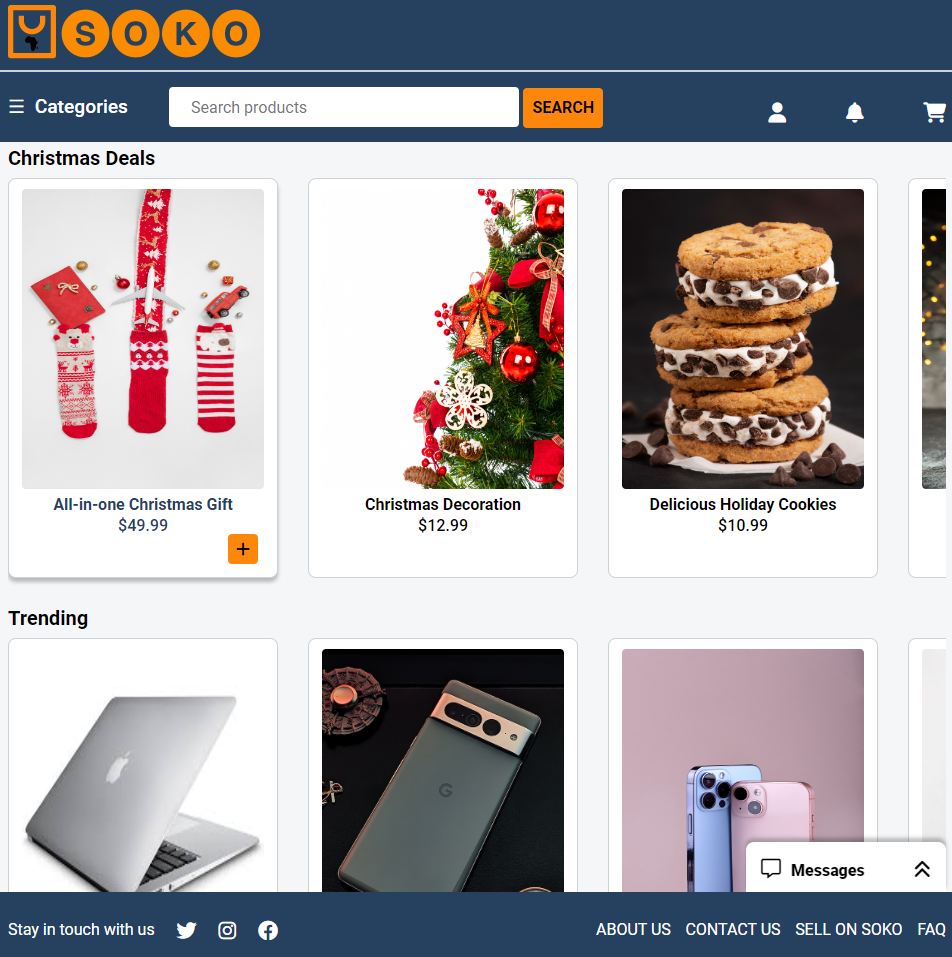 SOKO
Categories
Search products
SEARCH
Christmas Deals
All-in-one Christmas Gift
$49.99
+
Christmas Decoration
$12.99
Delicious Holiday Cookies
$10.99
Trending
G
Messages
Stay in touch with us
ABOUT US
CONTACT US
SELL ON SOKO
FAQ